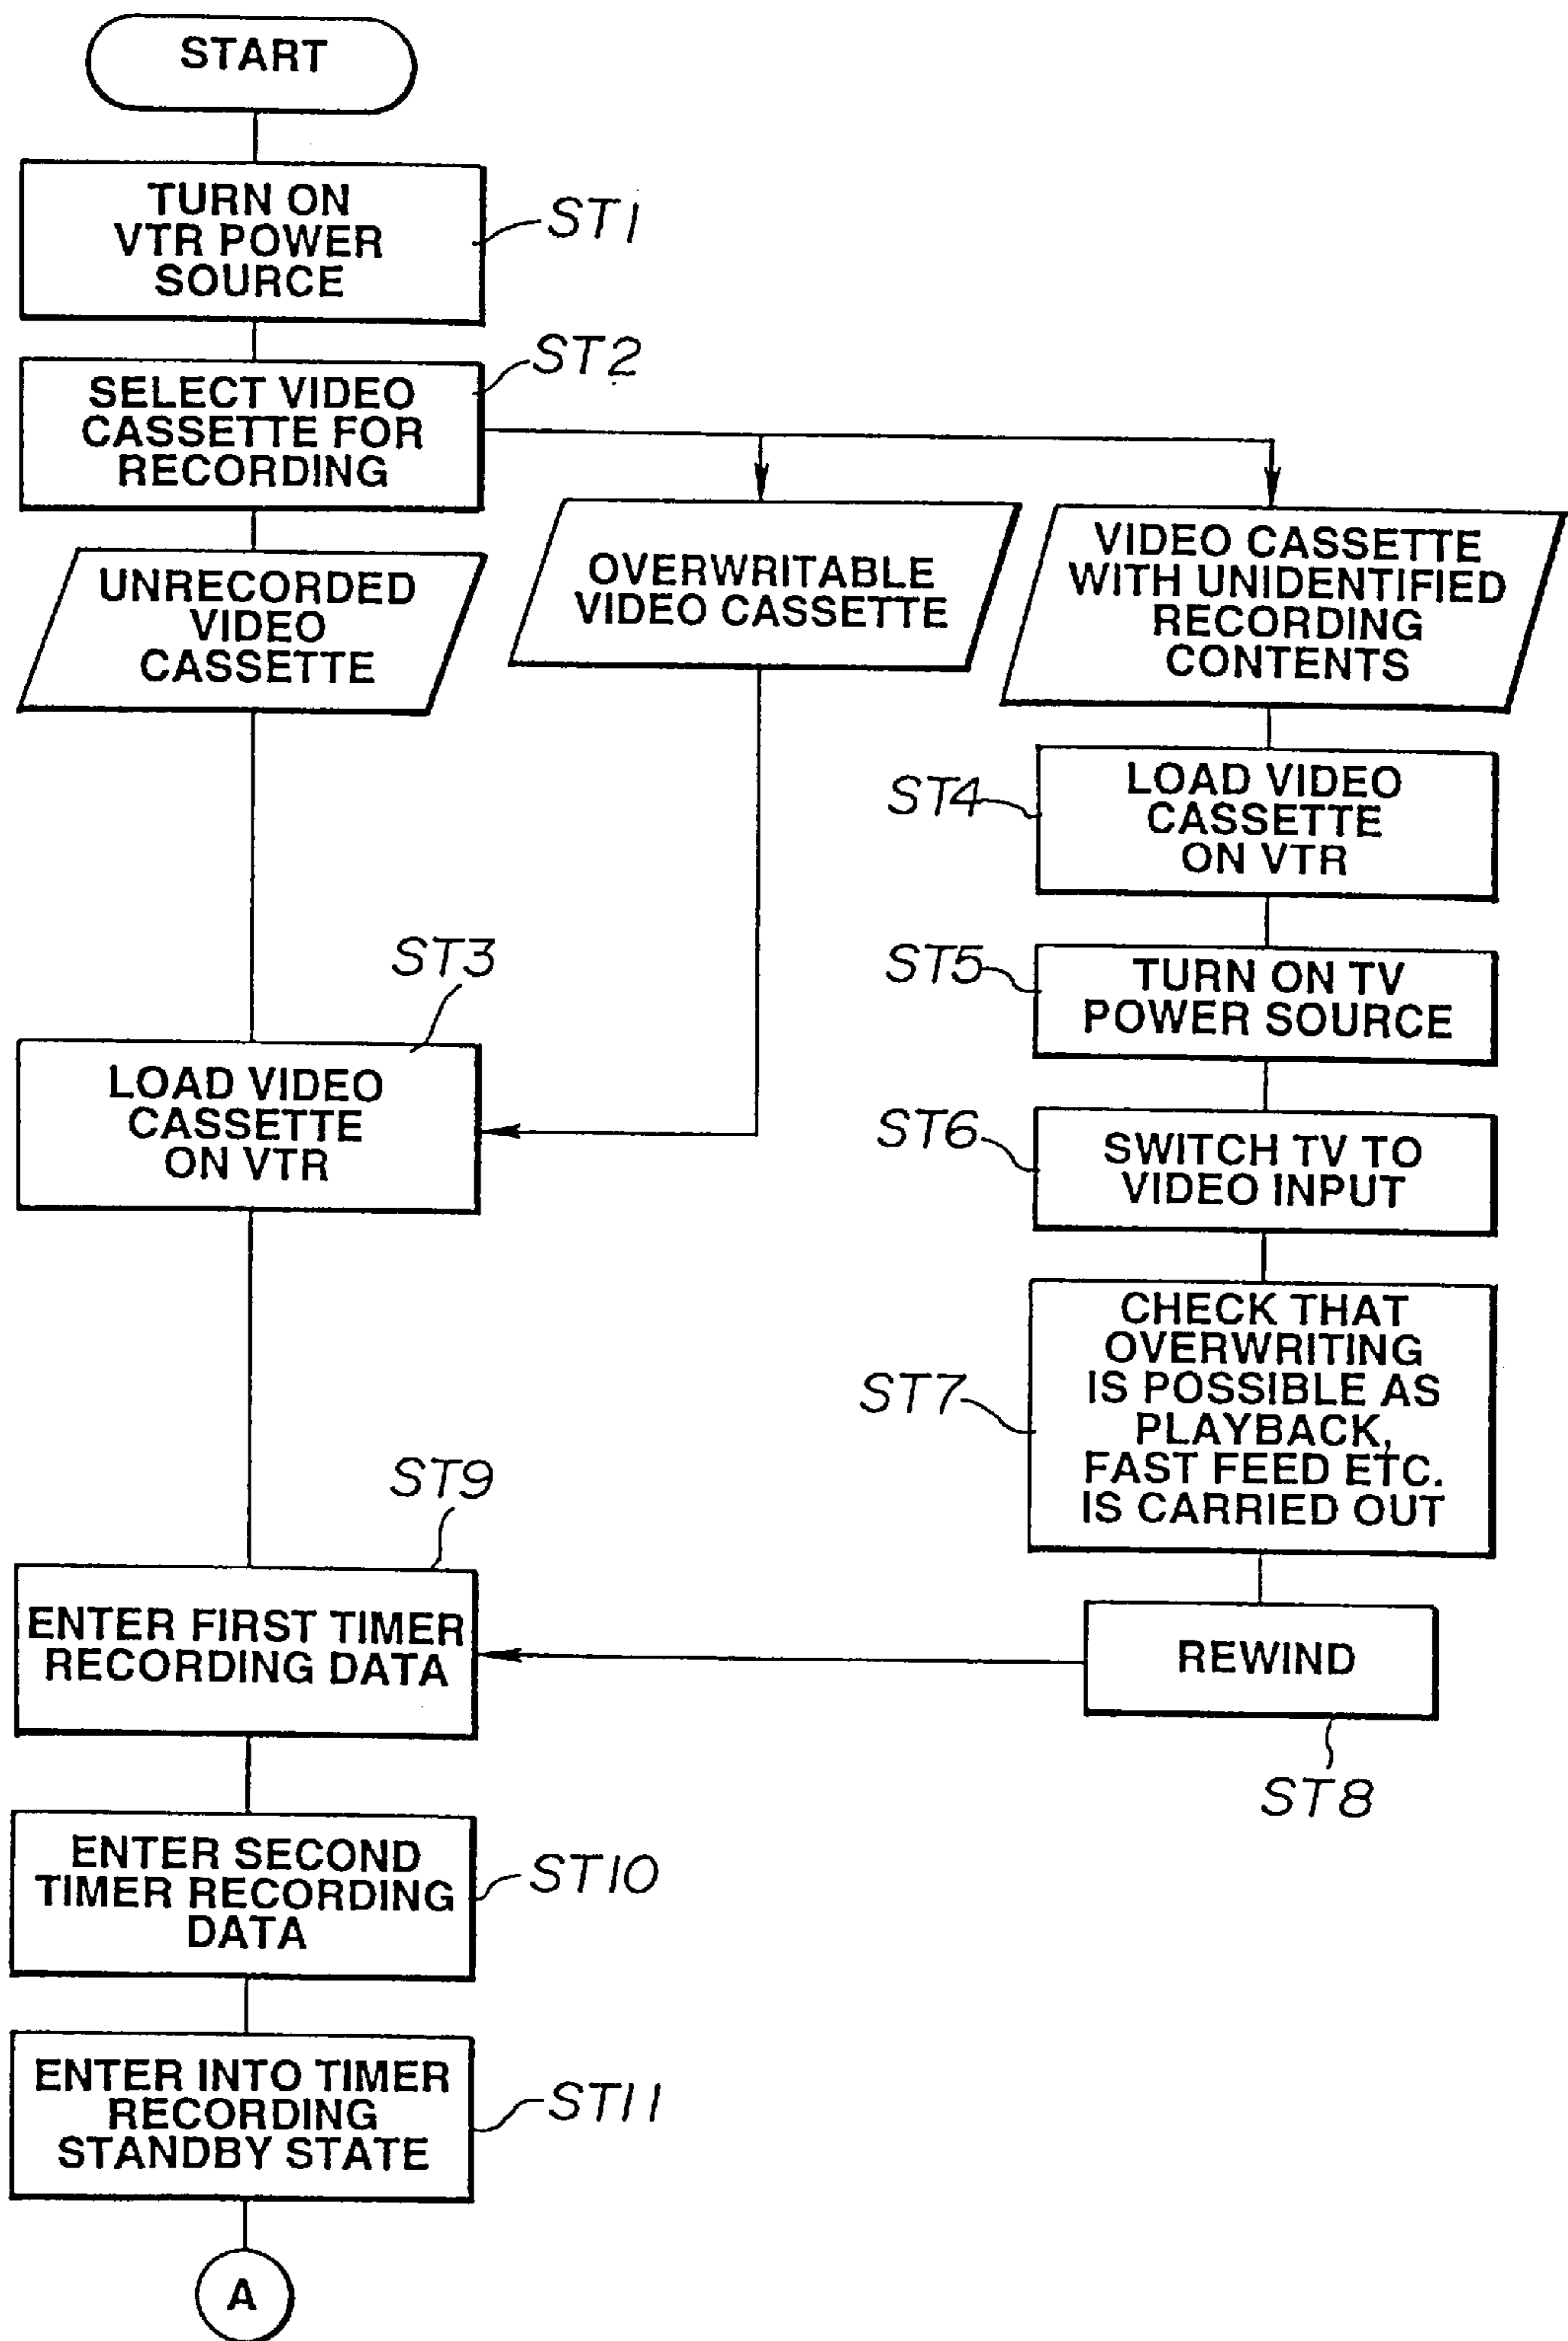 START
TURN ON
VTR POWER
SOURCE
ST1
SELECT VIDEO
CASSETTE FOR
RECORDING
ST2
UNRECORDED
VIDEO
CASSETTE
OVERWRITABLE
VIDEO CASSETTE
VIDEO CASSETTE
WITH UNIDENTIFIED
RECORDING
CONTENTS
ST3
LOAD VIDEO
CASSETTE
ON VTR
ST4
LOAD VIDEO
CASSETTE
ON VTR
ST5
TURN ON TV
POWER SOURCE
ST6
SWITCH TV TO
VIDEO INPUT
ST7
CHECK THAT
OVERWRITING
IS POSSIBLE AS
PLAYBACK,
FAST FEED ETC.
IS CARRIED OUT
REWIND
ST8
ST9
ENTER FIRST TIMER
RECORDING DATA
ENTER SECOND
TIMER RECORDING
DATA
ST10
ENTER INTO TIMER
RECORDING
STANDBY STATE
ST11
A